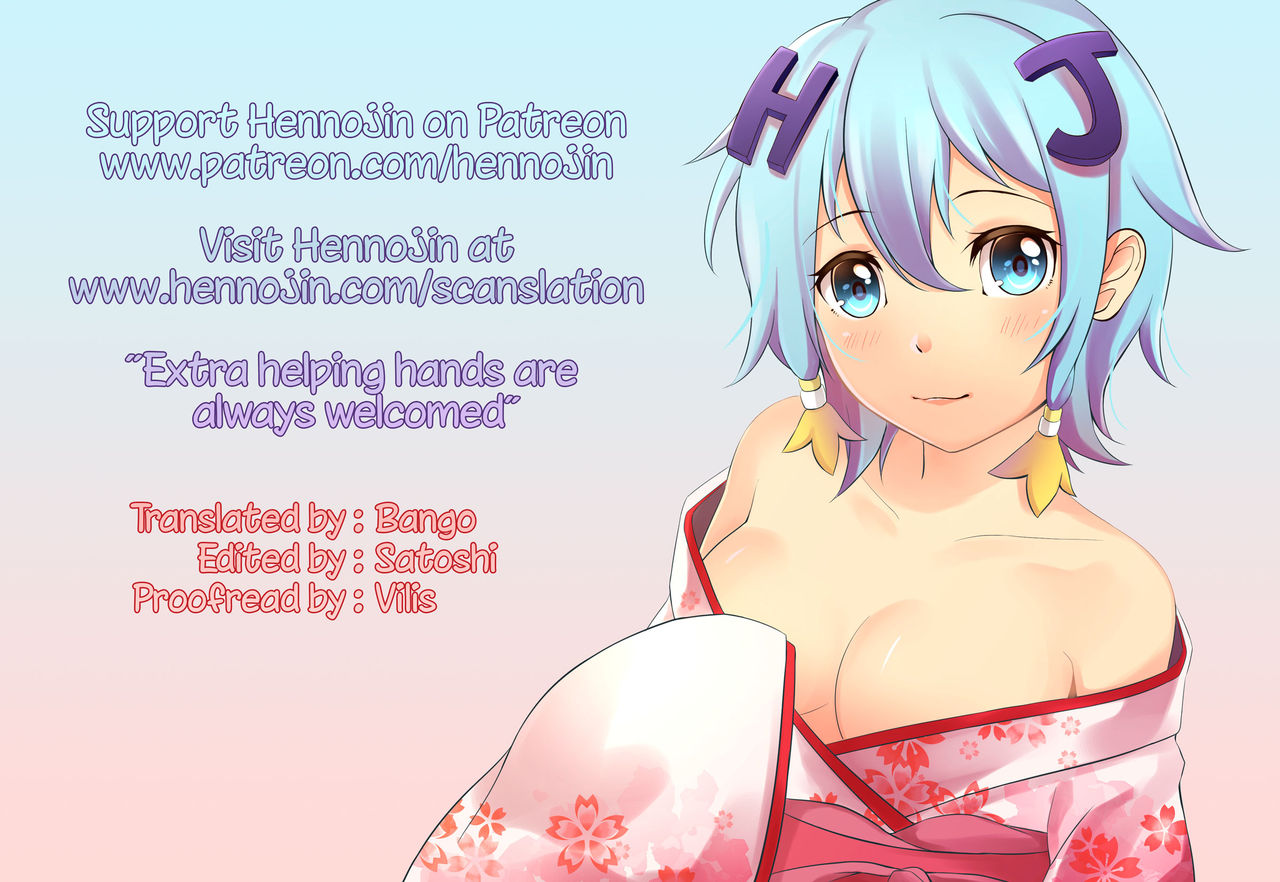 Support Hennojin on Patreon
www.patreon.com/hennojin
Visit Hennojin at
www.hennojin.com/scanslation
"Extra helping hands are
always welcomed"
Translated by : Bango
Edited by : Satoshi
Proofread by : Vilis
H J